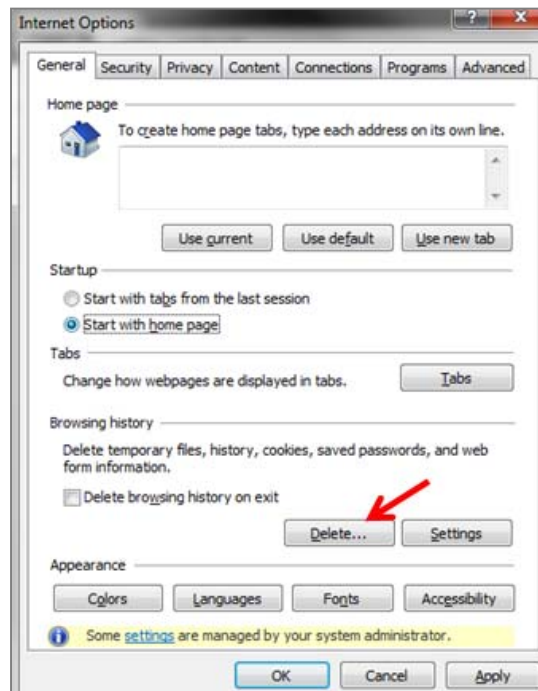 Internet Options
General Security Privacy Content Connections Programs Advanced
Home page
To create home page tabs, type each address on its own line.
Use current Use default Use new tab
Startup
Start with tabs from the last session
Start with home page
Tabs
Change how webpages are displayed in tabs. Tabs
Browsing history
Delete temporary files, history, cookies, saved passwords, and web
form information.
Delete browsing history on exit
Delete... Settings
Appearance
Colors Languages Fonts Accessibility
Some settings are managed by your system administrator.
OK Cancel Apply